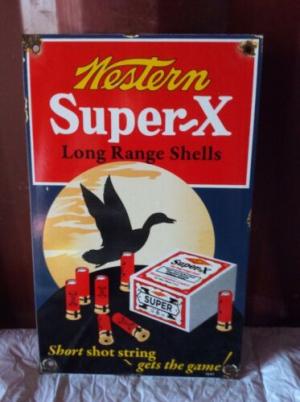 Western
Super-X
Long Range Shells
Super-X
SUPER
X
Short shot string
gets the game!